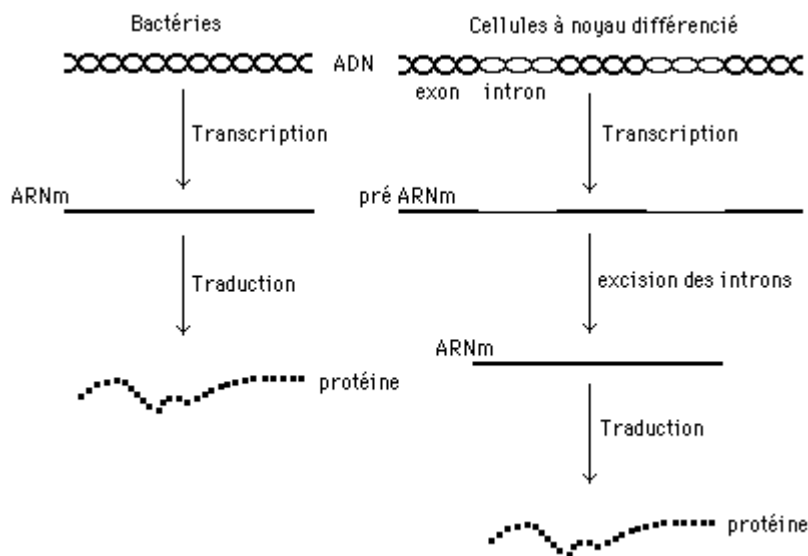 Bactéries
Cellules à noyau différencié
ADN
exon intron
Transcription
Transcription
ARNm
pré ARNm
Traduction
excision des introns
ARNm
protéine
Traduction
protéine